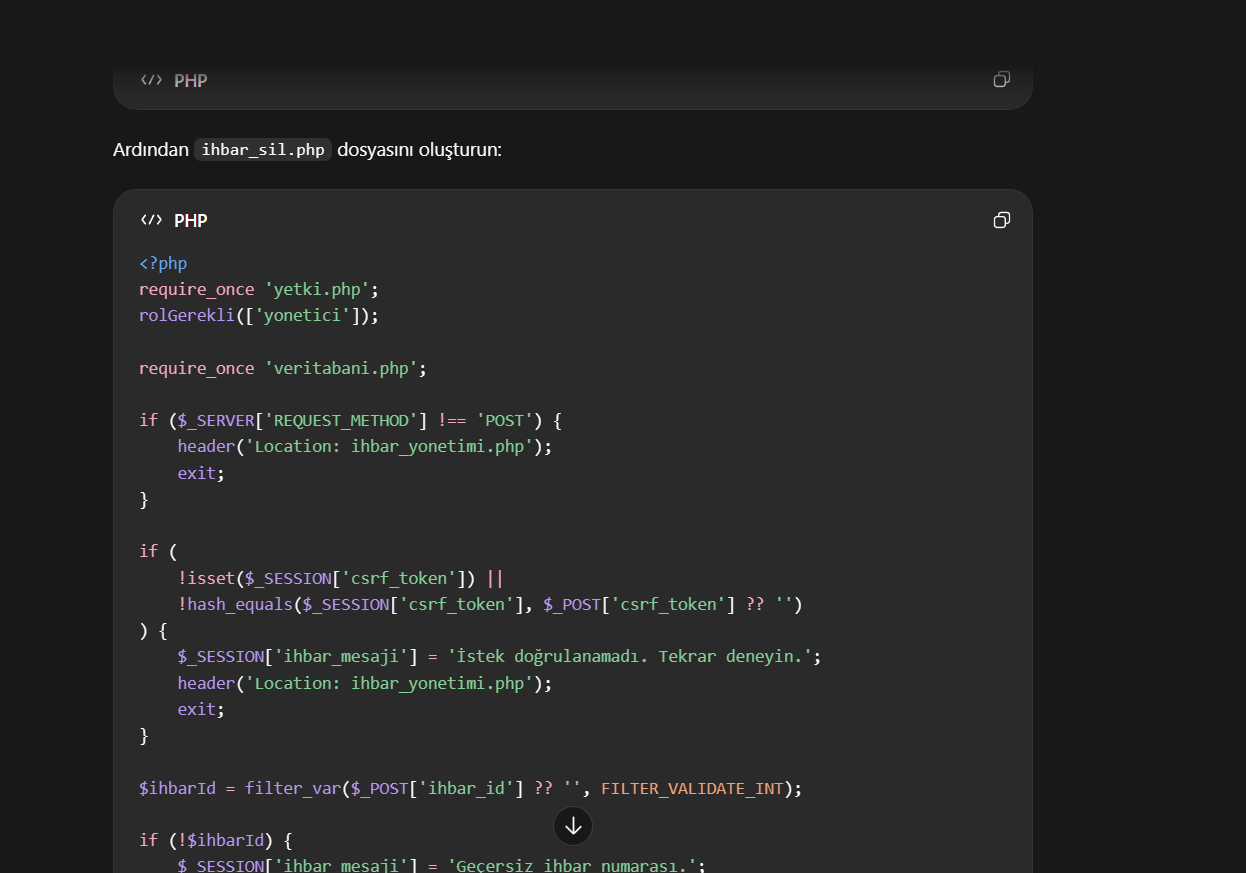 PHP
Ardından ihbar_sil.php dosyasını oluşturun:
PHP
<?php
require_once 'yetki.php';
rolGerekli(['yonetici']);
require_once 'veritabani.php';
if ($_SERVER['REQUEST_METHOD'] !== 'POST') {
    header('Location: ihbar_yonetimi.php');
    exit;
}
if (
    !isset($_SESSION['csrf_token']) ||
    !hash_equals($_SESSION['csrf_token'], $_POST['csrf_token'] ?? '')
) {
    $_SESSION['ihbar_mesaji'] = 'İstek doğrulanamadı. Tekrar deneyin.';
    header('Location: ihbar_yonetimi.php');
    exit;
}
$ihbarId = filter_var($_POST['ihbar_id'] ?? '', FILTER_VALIDATE_INT);
if (!$ihbarId) {
    $_SESSION['ihbar_mesaji'] = 'Geçersiz ihbar numarası.';